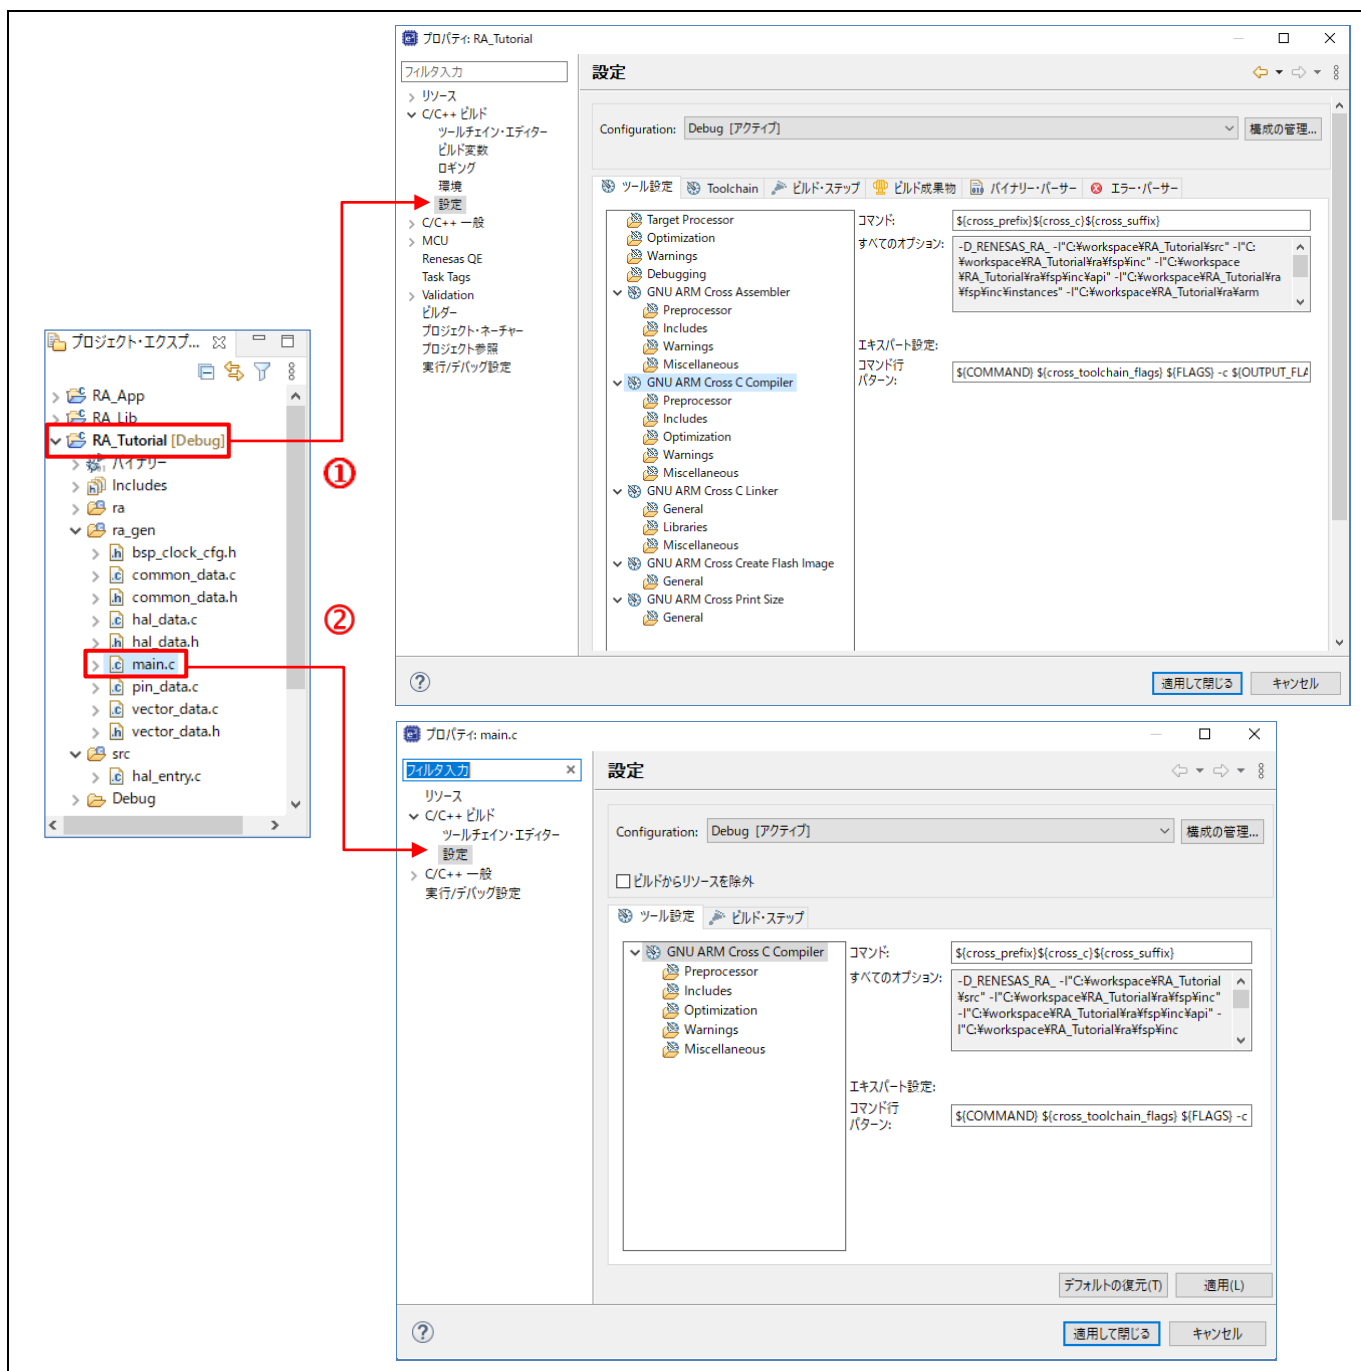 プロジェクト・エクスプ...
RA_App
RA_Lib
RA_Tutorial [Debug]
バイナリー
Includes
ra
ra_gen
bsp_clock_cfg.h
common_data.c
common_data.h
hal_data.c
hal_data.h
main.c
pin_data.c
vector_data.c
vector_data.h
src
hal_entry.c
Debug
①
②
プロパティ: RA_Tutorial
フィルタ入力
リソース
C/C++ ビルド
ツールチェイン・エディター
ビルド変数
ロギング
環境
設定
C/C++ 一般
MCU
Renesas QE
Task Tags
Validation
ビルダー
プロジェクト・ネーチャー
プロジェクト参照
実行/デバッグ設定
設定
Configuration: Debug [アクティブ] 構成の管理...
ツール設定 Toolchain ビルド・ステップ ビルド成果物 バイナリー・パーサー エラー・パーサー
Target Processor
Optimization
Warnings
Debugging
GNU ARM Cross Assembler
Preprocessor
Includes
Warnings
Miscellaneous
GNU ARM Cross C Compiler
Preprocessor
Includes
Optimization
Warnings
Miscellaneous
GNU ARM Cross C Linker
General
Libraries
Miscellaneous
GNU ARM Cross Create Flash Image
General
GNU ARM Cross Print Size
General
コマンド: ${cross_prefix}${cross_c}${cross_suffix}
すべてのオプション: -D_RENESAS_RA_ -I"C:¥workspace¥RA_Tutorial¥src" -I"C:
¥workspace¥RA_Tutorial¥ra¥fsp¥inc" -I"C:¥workspace
¥RA_Tutorial¥ra¥fsp¥inc¥api" -I"C:¥workspace¥RA_Tutorial¥ra
¥fsp¥inc¥instances" -I"C:¥workspace¥RA_Tutorial¥ra¥arm
エキスパート設定:
コマンド行
パターン: ${COMMAND} ${cross_toolchain_flags} ${FLAGS} -c ${OUTPUT_FLA
適用して閉じる キャンセル
プロパティ: main.c
フィルタ入力
リソース
C/C++ ビルド
ツールチェイン・エディター
設定
C/C++ 一般
実行/デバッグ設定
設定
Configuration: Debug [アクティブ] 構成の管理...
ビルドからリソースを除外
ツール設定 ビルド・ステップ
GNU ARM Cross C Compiler
Preprocessor
Includes
Optimization
Warnings
Miscellaneous
コマンド: ${cross_prefix}${cross_c}${cross_suffix}
すべてのオプション: -D_RENESAS_RA_ -I"C:¥workspace¥RA_Tutorial
¥src" -I"C:¥workspace¥RA_Tutorial¥ra¥fsp¥inc"
-I"C:¥workspace¥RA_Tutorial¥ra¥fsp¥inc¥api" -
I"C:¥workspace¥RA_Tutorial¥ra¥fsp¥inc
エキスパート設定:
コマンド行
パターン: ${COMMAND} ${cross_toolchain_flags} ${FLAGS} -c
デフォルトの復元(T) 適用(L)
適用して閉じる キャンセル